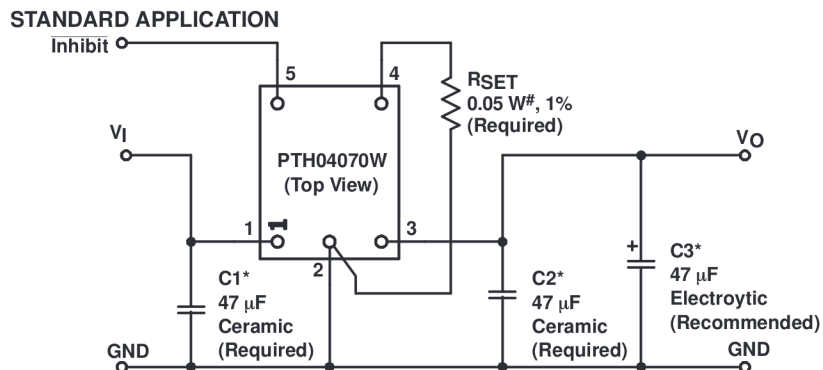 STANDARD APPLICATION
Inhibit
5
4
RSET
0.05 W#, 1%
(Required)
VI
VO
PTH04070W
(Top View)
1
1
3
2
C1*
47 μF
Ceramic
(Required)
C2*
47 μF
Ceramic
(Required)
+
C3*
47 μF
Electroytic
(Recommended)
GND
GND